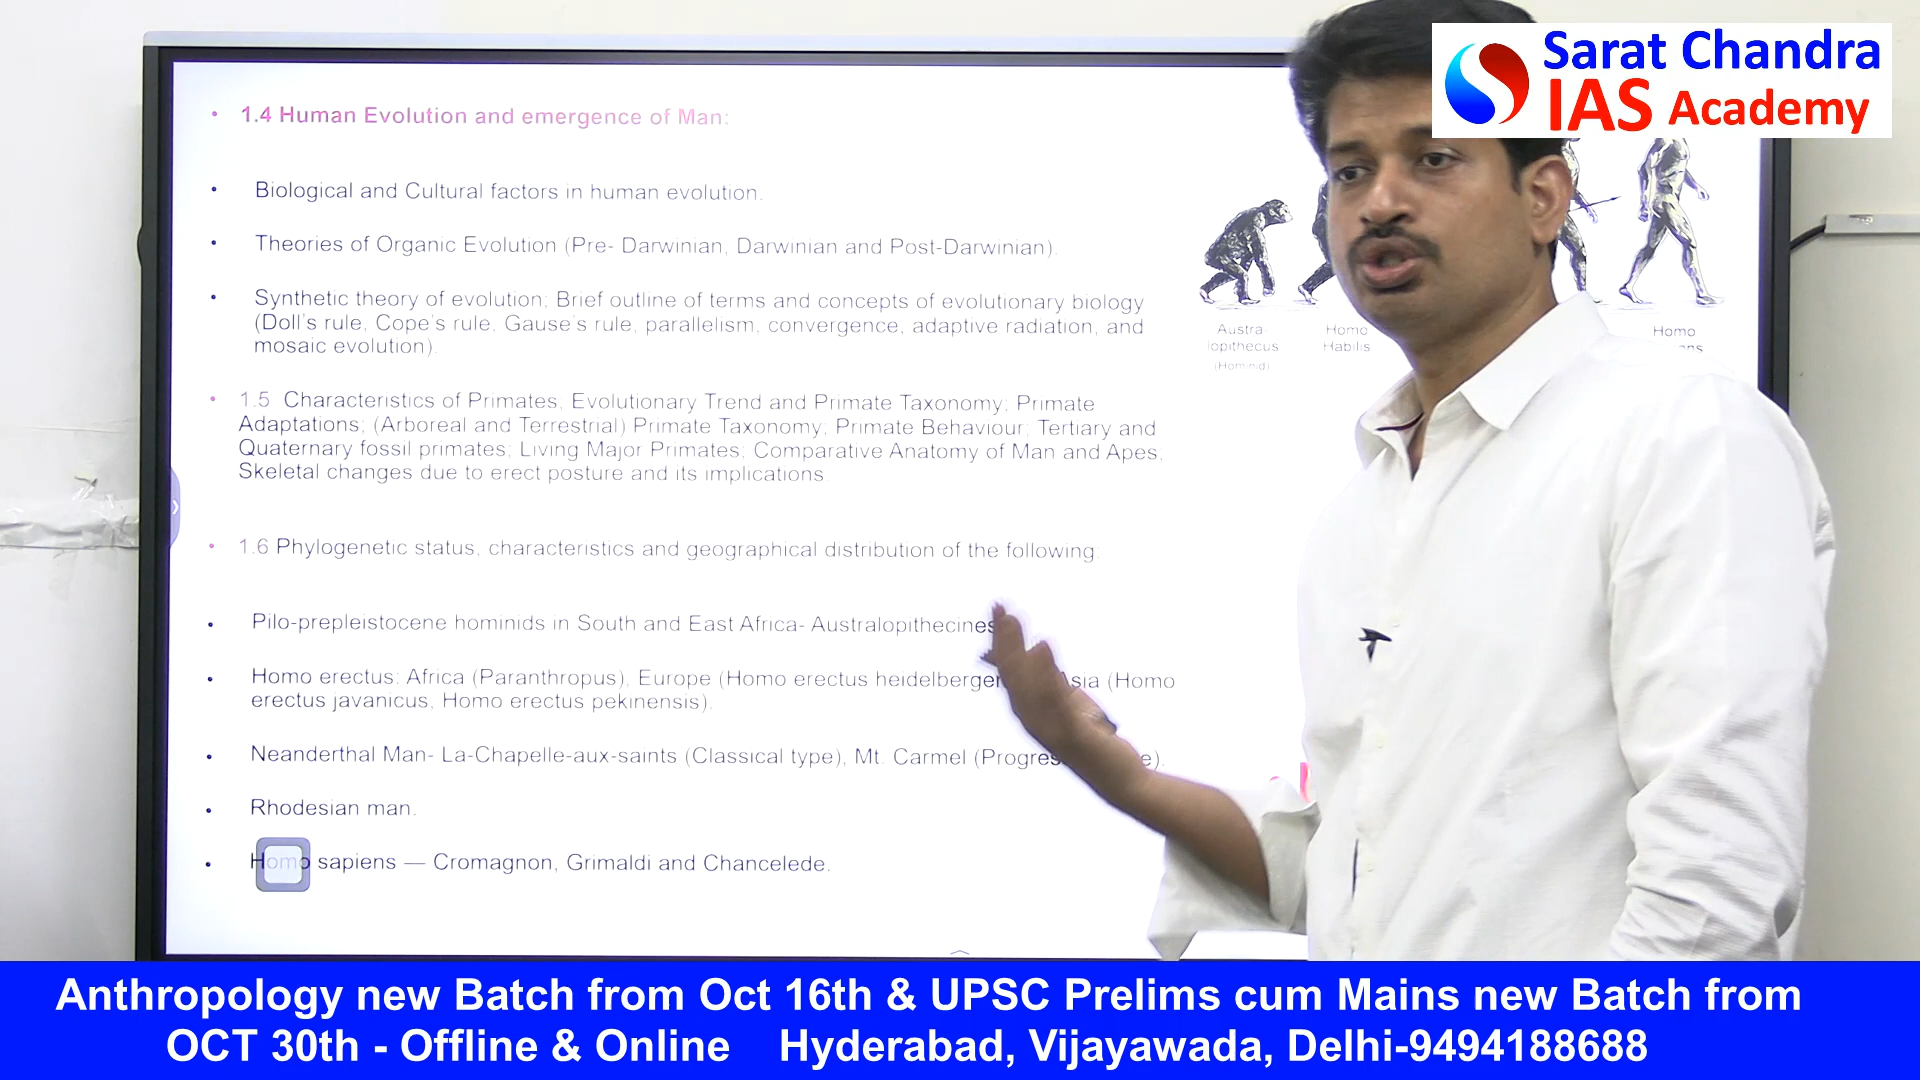 Sarat Chandra
IAS Academy
• 1.4 Human Evolution and emergence of Man:
• Biological and Cultural factors in human evolution.
• Theories of Organic Evolution (Pre- Darwinian, Darwinian and Post-Darwinian).
• Synthetic theory of evolution; Brief outline of terms and concepts of evolutionary biology
(Doll's rule, Cope's rule, Gause's rule, parallelism, convergence, adaptive radiation, and
mosaic evolution).
• 1.5 Characteristics of Primates; Evolutionary Trend and Primate Taxonomy; Primate
Adaptations; (Arboreal and Terrestrial) Primate Taxonomy; Primate Behaviour; Tertiary and
Quaternary fossil primates; Living Major Primates; Comparative Anatomy of Man and Apes;
Skeletal changes due to erect posture and its implications.
• 1.6 Phylogenetic status, characteristics and geographical distribution of the following:
• Pilo-prepleistocene hominids in South and East Africa- Australopithecines
• Homo erectus: Africa (Paranthropus), Europe (Homo erectus Asia (Homo
erectus javanicus, Homo erectus pekinensis).
• Neanderthal Man- La-Chapelle-aux-saints (Classical type), Mt. Carmel
• Rhodesian man.
• Homo sapiens — Cromagnon, Grimaldi and Chancelede.
Austra-
lopithecus
(Hominid)
Homo
Habilis
Homo
Anthropology new Batch from Oct 16th & UPSC Prelims cum Mains new Batch from
OCT 30th - Offline & Online Hyderabad, Vijayawada, Delhi-9494188688